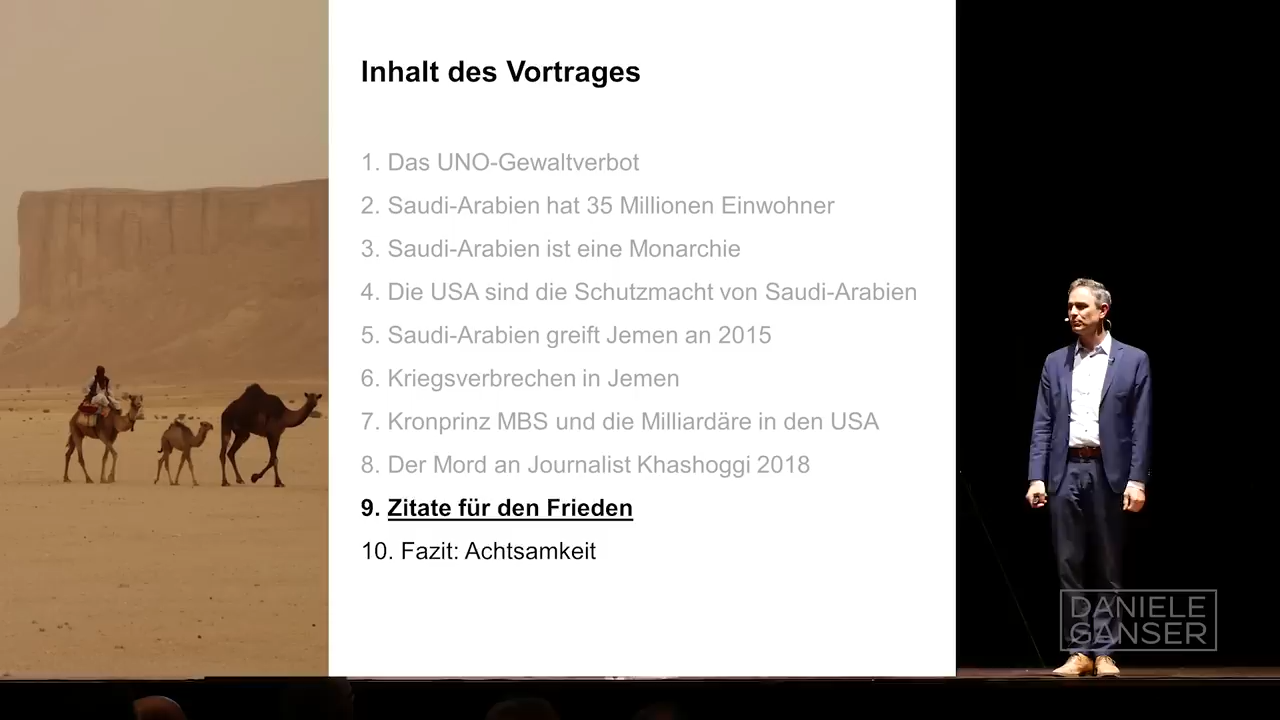 Inhalt des Vortrages
1. Das UNO-Gewaltverbot
2. Saudi-Arabien hat 35 Millionen Einwohner
3. Saudi-Arabien ist eine Monarchie
4. Die USA sind die Schutzmacht von Saudi-Arabien
5. Saudi-Arabien greift Jemen an 2015
6. Kriegsverbrechen in Jemen
7. Kronprinz MBS und die Milliardäre in den USA
8. Der Mord an Journalist Khashoggi 2018
9. Zitate für den Frieden
10. Fazit: Achtsamkeit
DANIELE
GANSER